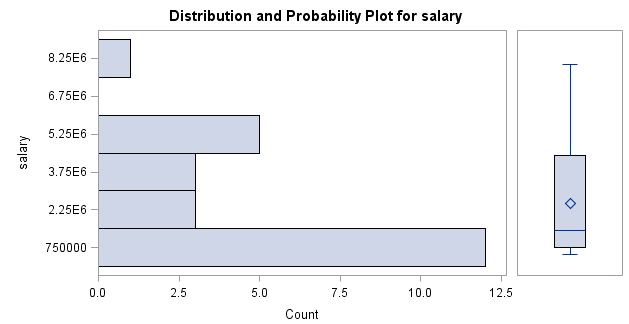 Distribution and Probability Plot for salary
salary
8.25E6
6.75E6
5.25E6
3.75E6
2.25E6
750000
0.0 2.5 5.0 7.5 10.0 12.5
Count